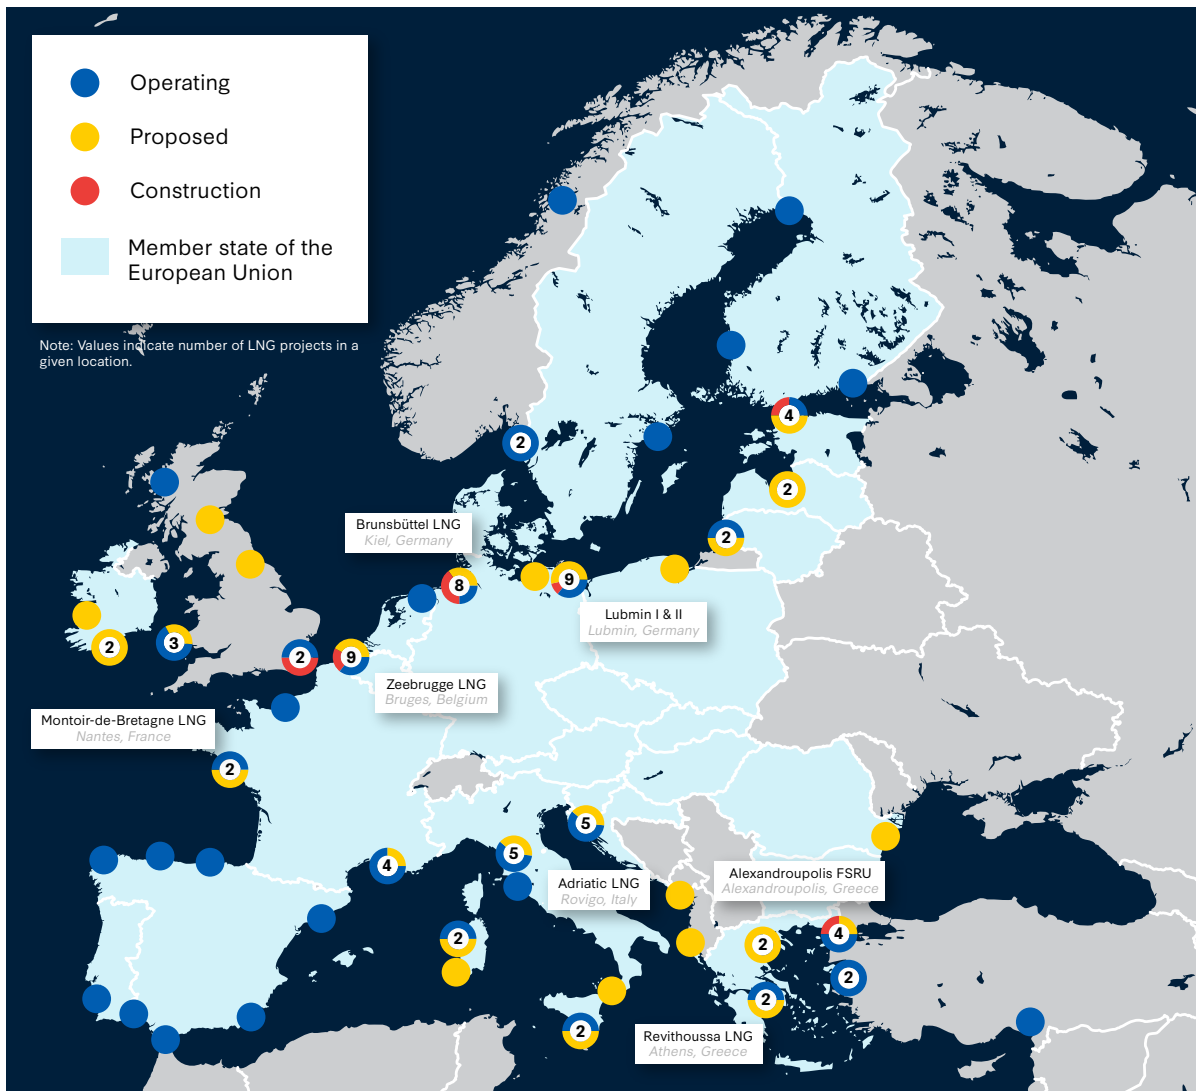 Operating
Proposed
Construction
Member state of the
European Union
Note: Values indicate number of LNG projects in a
given location.
2
4
2
2
Brunsbüttel LNG
Kiel, Germany
8
9
Lubmin I & II
Lubmin, Germany
2
3
2
9
Zeebrugge LNG
Bruges, Belgium
Montoir-de-Bretagne LNG
Nantes, France
2
5
5
4
Adriatic LNG
Rovigo, Italy
Alexandroupolis FSRU
Alexandroupolis, Greece
2
2
4
2
2
2
Revithoussa LNG
Athens, Greece